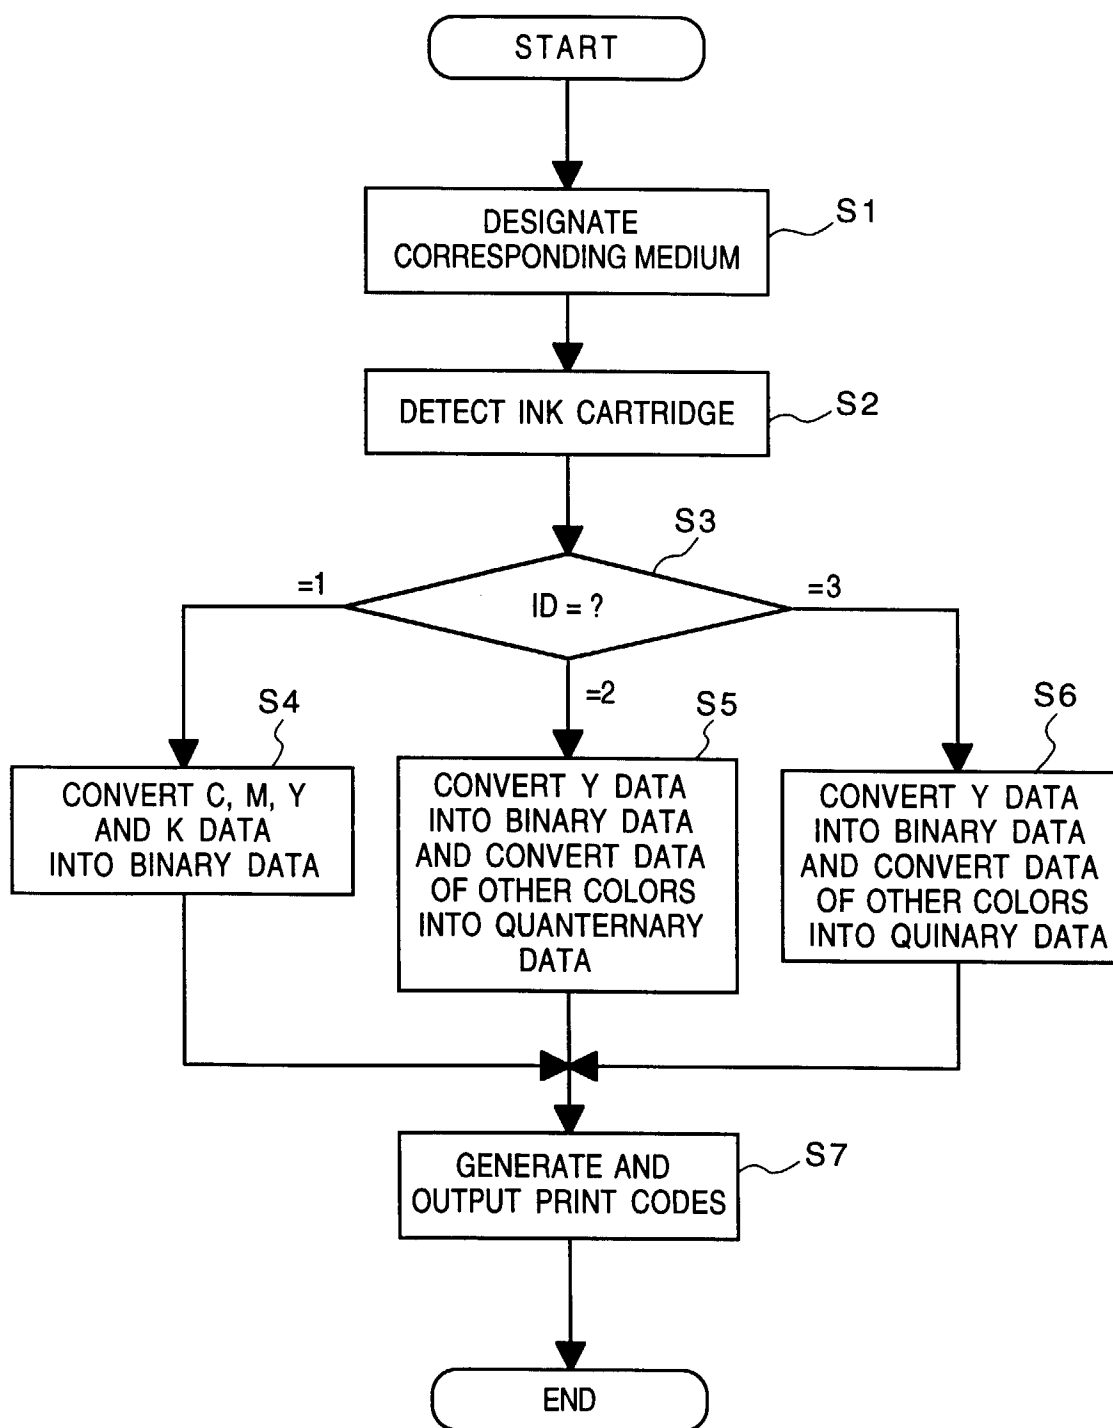 START
DESIGNATE
CORRESPONDING MEDIUM
S1
DETECT INK CARTRIDGE
S2
S3
ID = ?
=1
=2
=3
S4
CONVERT C, M, Y
AND K DATA
INTO BINARY DATA
S5
CONVERT Y DATA
INTO BINARY DATA
AND CONVERT DATA
OF OTHER COLORS
INTO QUANTERNARY
DATA
S6
CONVERT Y DATA
INTO BINARY DATA
AND CONVERT DATA
OF OTHER COLORS
INTO QUINARY DATA
GENERATE AND
OUTPUT PRINT CODES
S7
END